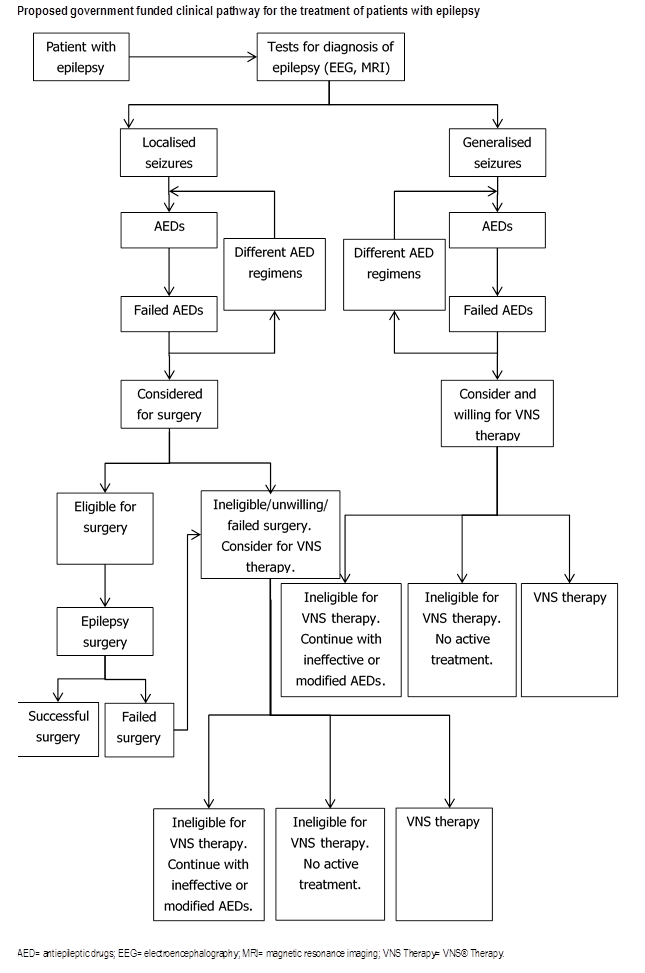 Proposed government funded clinical pathway for the treatment of patients with epilepsy
Patient with
epilepsy
Tests for diagnosis of
epilepsy (EEG, MRI)
Localised
seizures
Generalised
seizures
AEDs
Different AED
regimens
Different AED
regimens
AEDs
Failed AEDs
Failed AEDs
Considered
for surgery
Consider and
willing for VNS
therapy
Eligible for
surgery
Ineligible/unwilling/
failed surgery.
Consider for VNS
therapy.
Ineligible for
VNS therapy.
Continue with
ineffective or
modified AEDs.
Ineligible for
VNS therapy.
No active
treatment.
VNS therapy
Epilepsy
surgery
Successful
surgery
Failed
surgery
Ineligible for
VNS therapy.
Continue with
ineffective or
modified AEDs.
Ineligible for
VNS therapy.
No active
treatment.
VNS therapy
AED= antiepileptic drugs; EEG= electroencephalography; MRI= magnetic resonance imaging; VNS Therapy= VNS® Therapy.